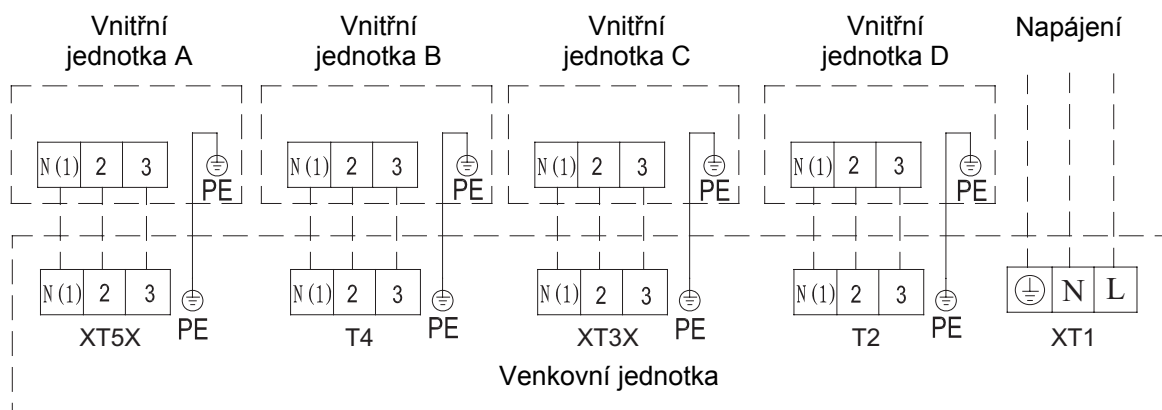 Vnitřní
jednotka A
Vnitřní
jednotka B
Vnitřní
jednotka C
Vnitřní
jednotka D
Napájení
N (1) 2 3
PE
N (1) 2 3
PE
N (1) 2 3
PE
N (1) 2 3
PE
N (1) 2 3
PE
XT5X
N (1) 2 3
PE
T4
N (1) 2 3
PE
XT3X
N (1) 2 3
PE
T2
N L
XT1
Venkovní jednotka